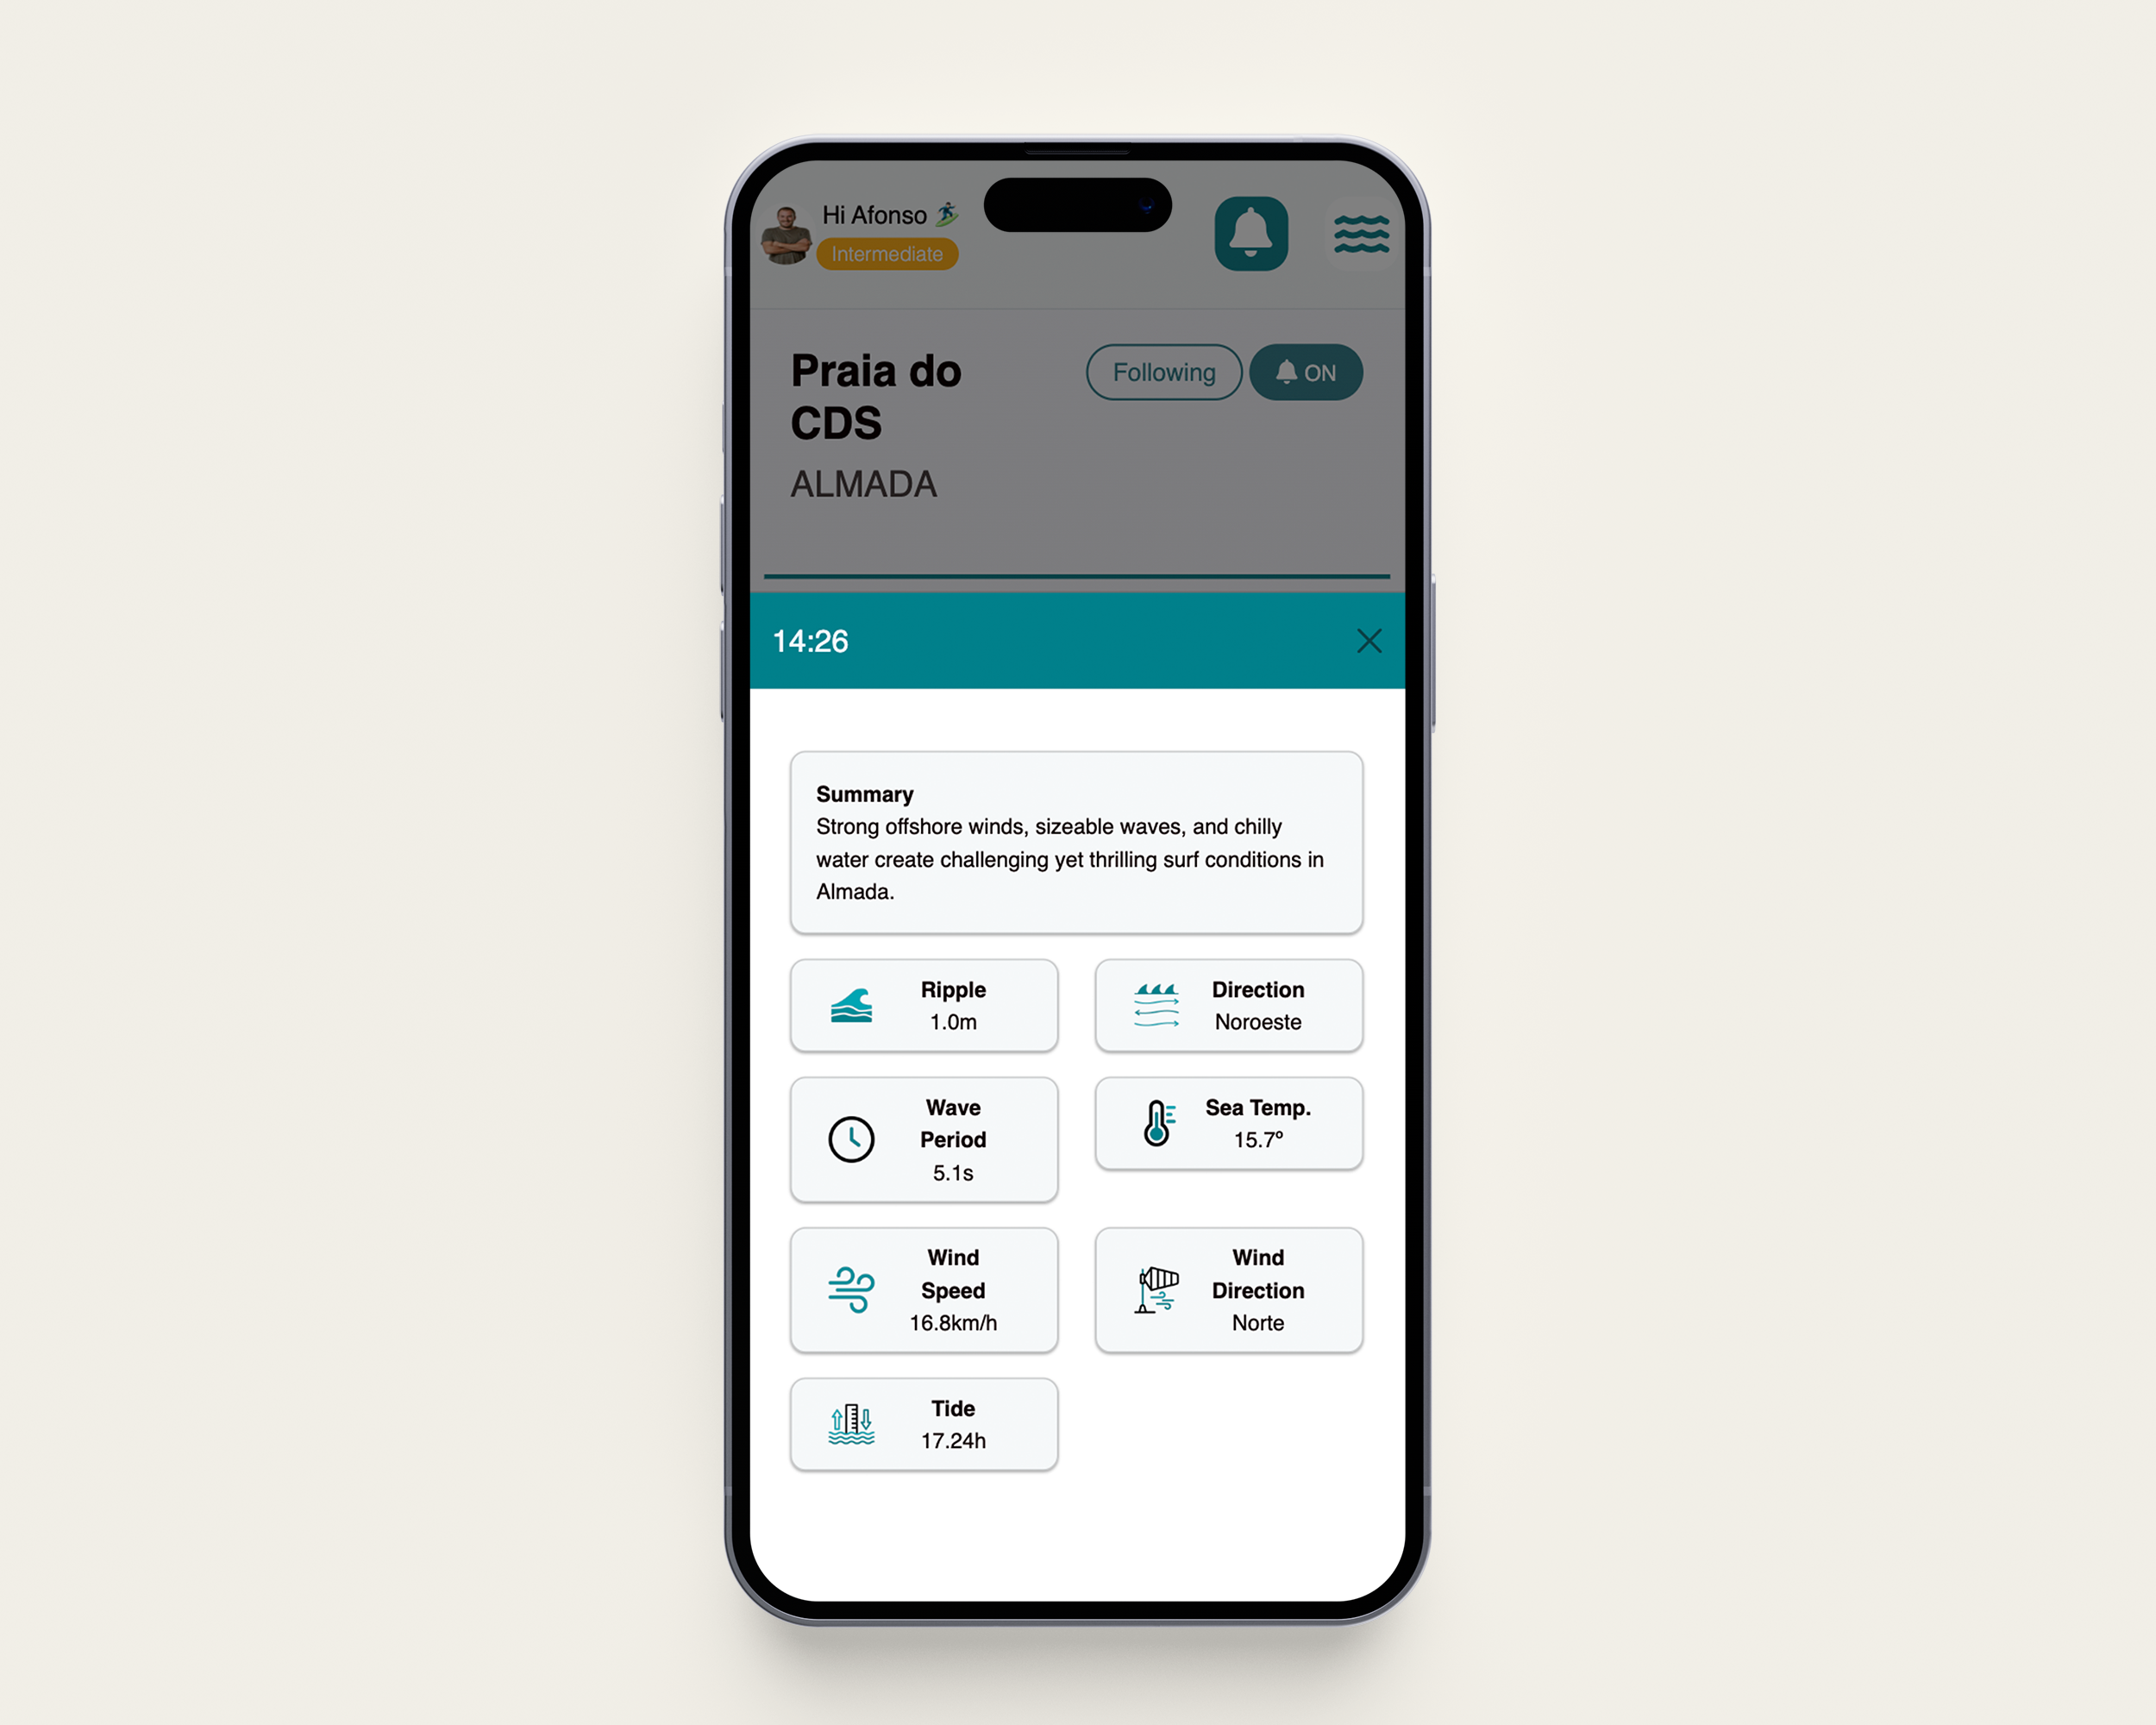 Hi Afonso
Intermediate
Praia do
CDS
Following
ON
ALMADA
14:26
Summary
Strong offshore winds, sizeable waves, and chilly
water create challenging yet thrilling surf conditions in
Almada.
Ripple
1.0m
Direction
Noroeste
Wave
Period
5.1s
Sea Temp.
15.7º
Wind
Speed
16.8km/h
Wind
Direction
Norte
Tide
17.24h